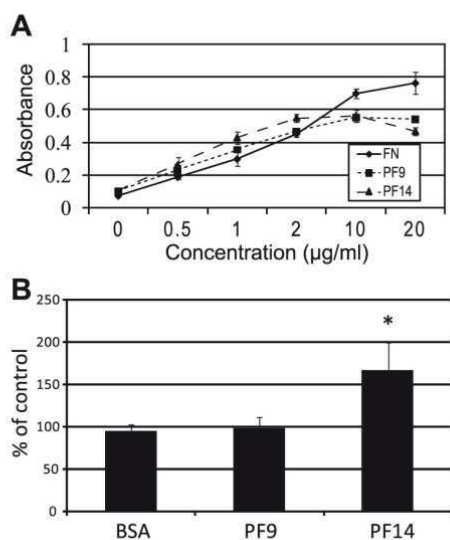 A
Absorbance
1
0.8
0.6
0.4
0.2
0
FN
PF9
PF14
0 0.5 1 2 10 20
Concentration (µg/ml)
B
% of control
250
200
150
100
50
0
*
BSA PF9 PF14